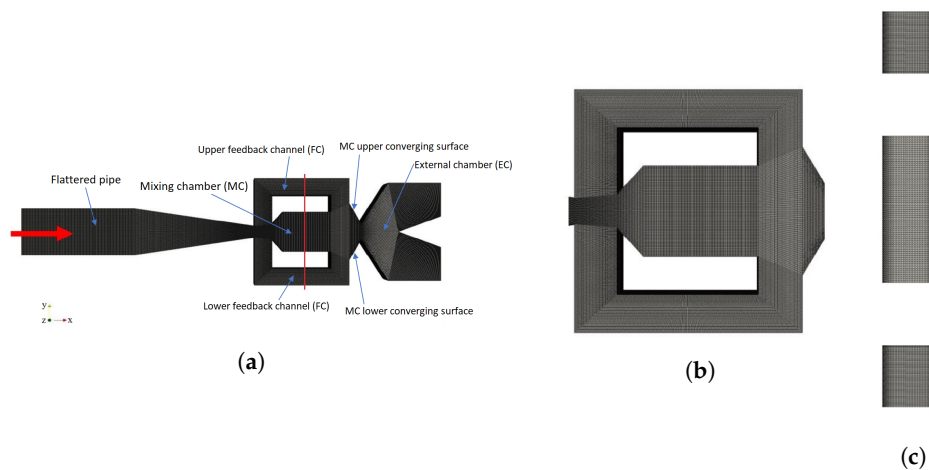 Upper feedback channel (FC)
MC upper converging surface
External chamber (EC)
Flattered pipe
Mixing chamber (MC)
Lower feedback channel (FC)
MC lower converging surface
y
z x
(a)
(b)
(c)